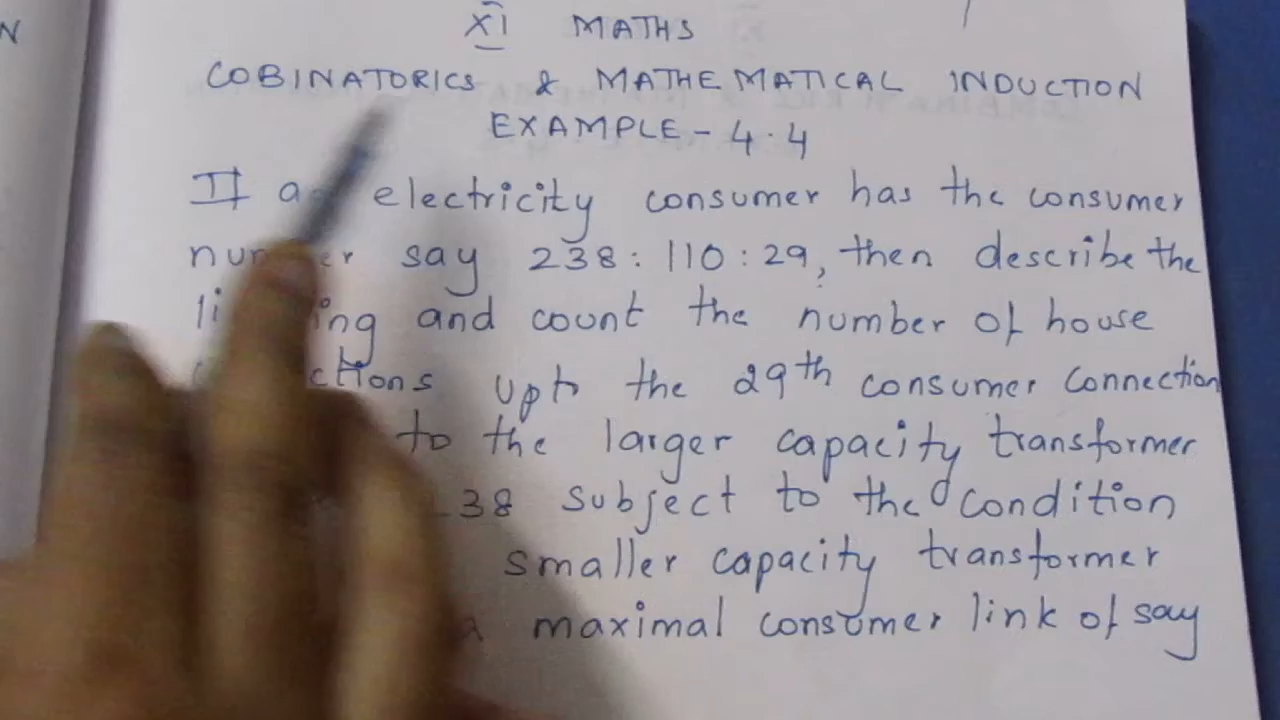 XI MATHS
COBINATORICS & MATHEMATICAL INDUCTION
EXAMPLE - 4.4
If electricity consumer has the consumer
say 238:110:29, then describe the
and count the number of house
upto the 29th consumer connection
to the larger capacity transformer
38 subject to the condition
smaller capacity transformer
a maximal consumer link of say